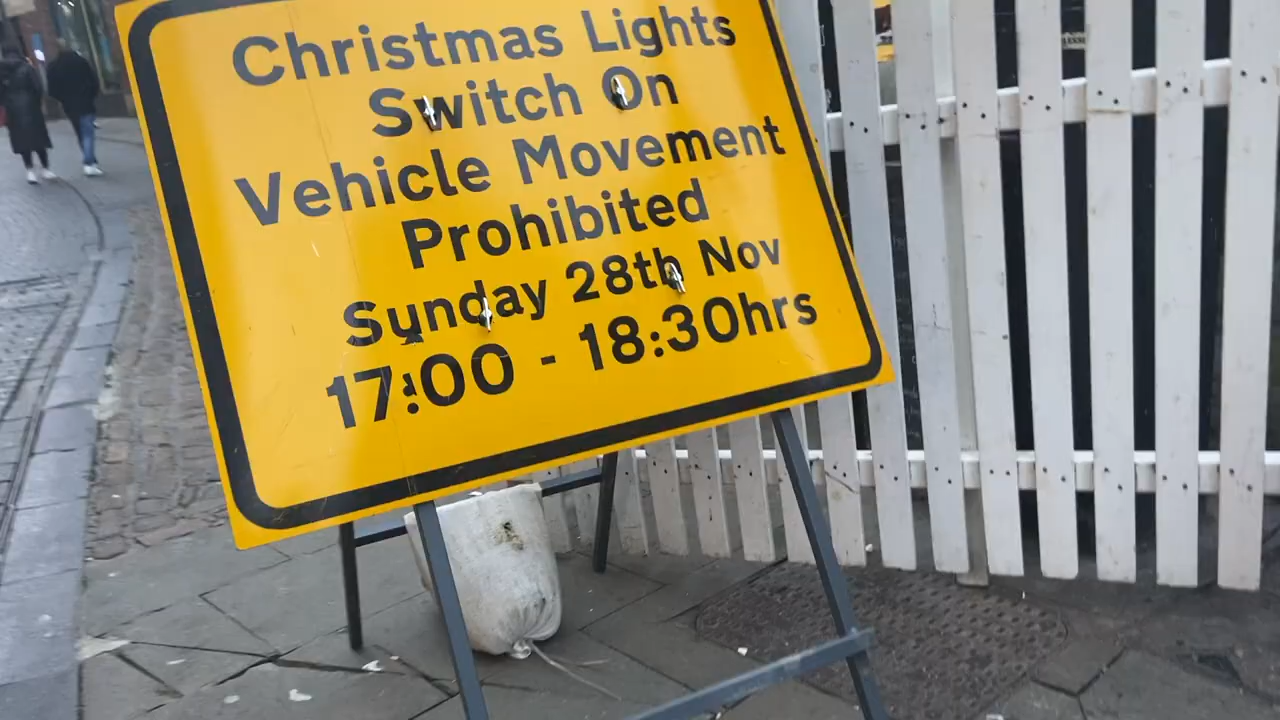 Christmas Lights
Switch On
Vehicle Movement
Prohibited
Sunday 28th Nov
17:00 - 18:30hrs